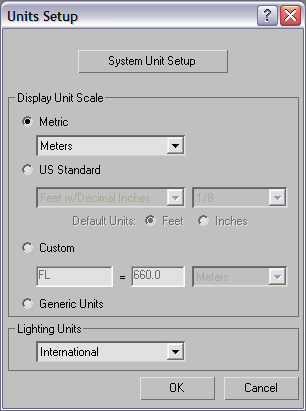 Units Setup
System Unit Setup
Display Unit Scale
Metric
Meters
US Standard
Feet w/Decimal Inches 1/8
Default Units: Feet Inches
Custom
FL = 660.0 Meters
Generic Units
Lighting Units
International
OK Cancel